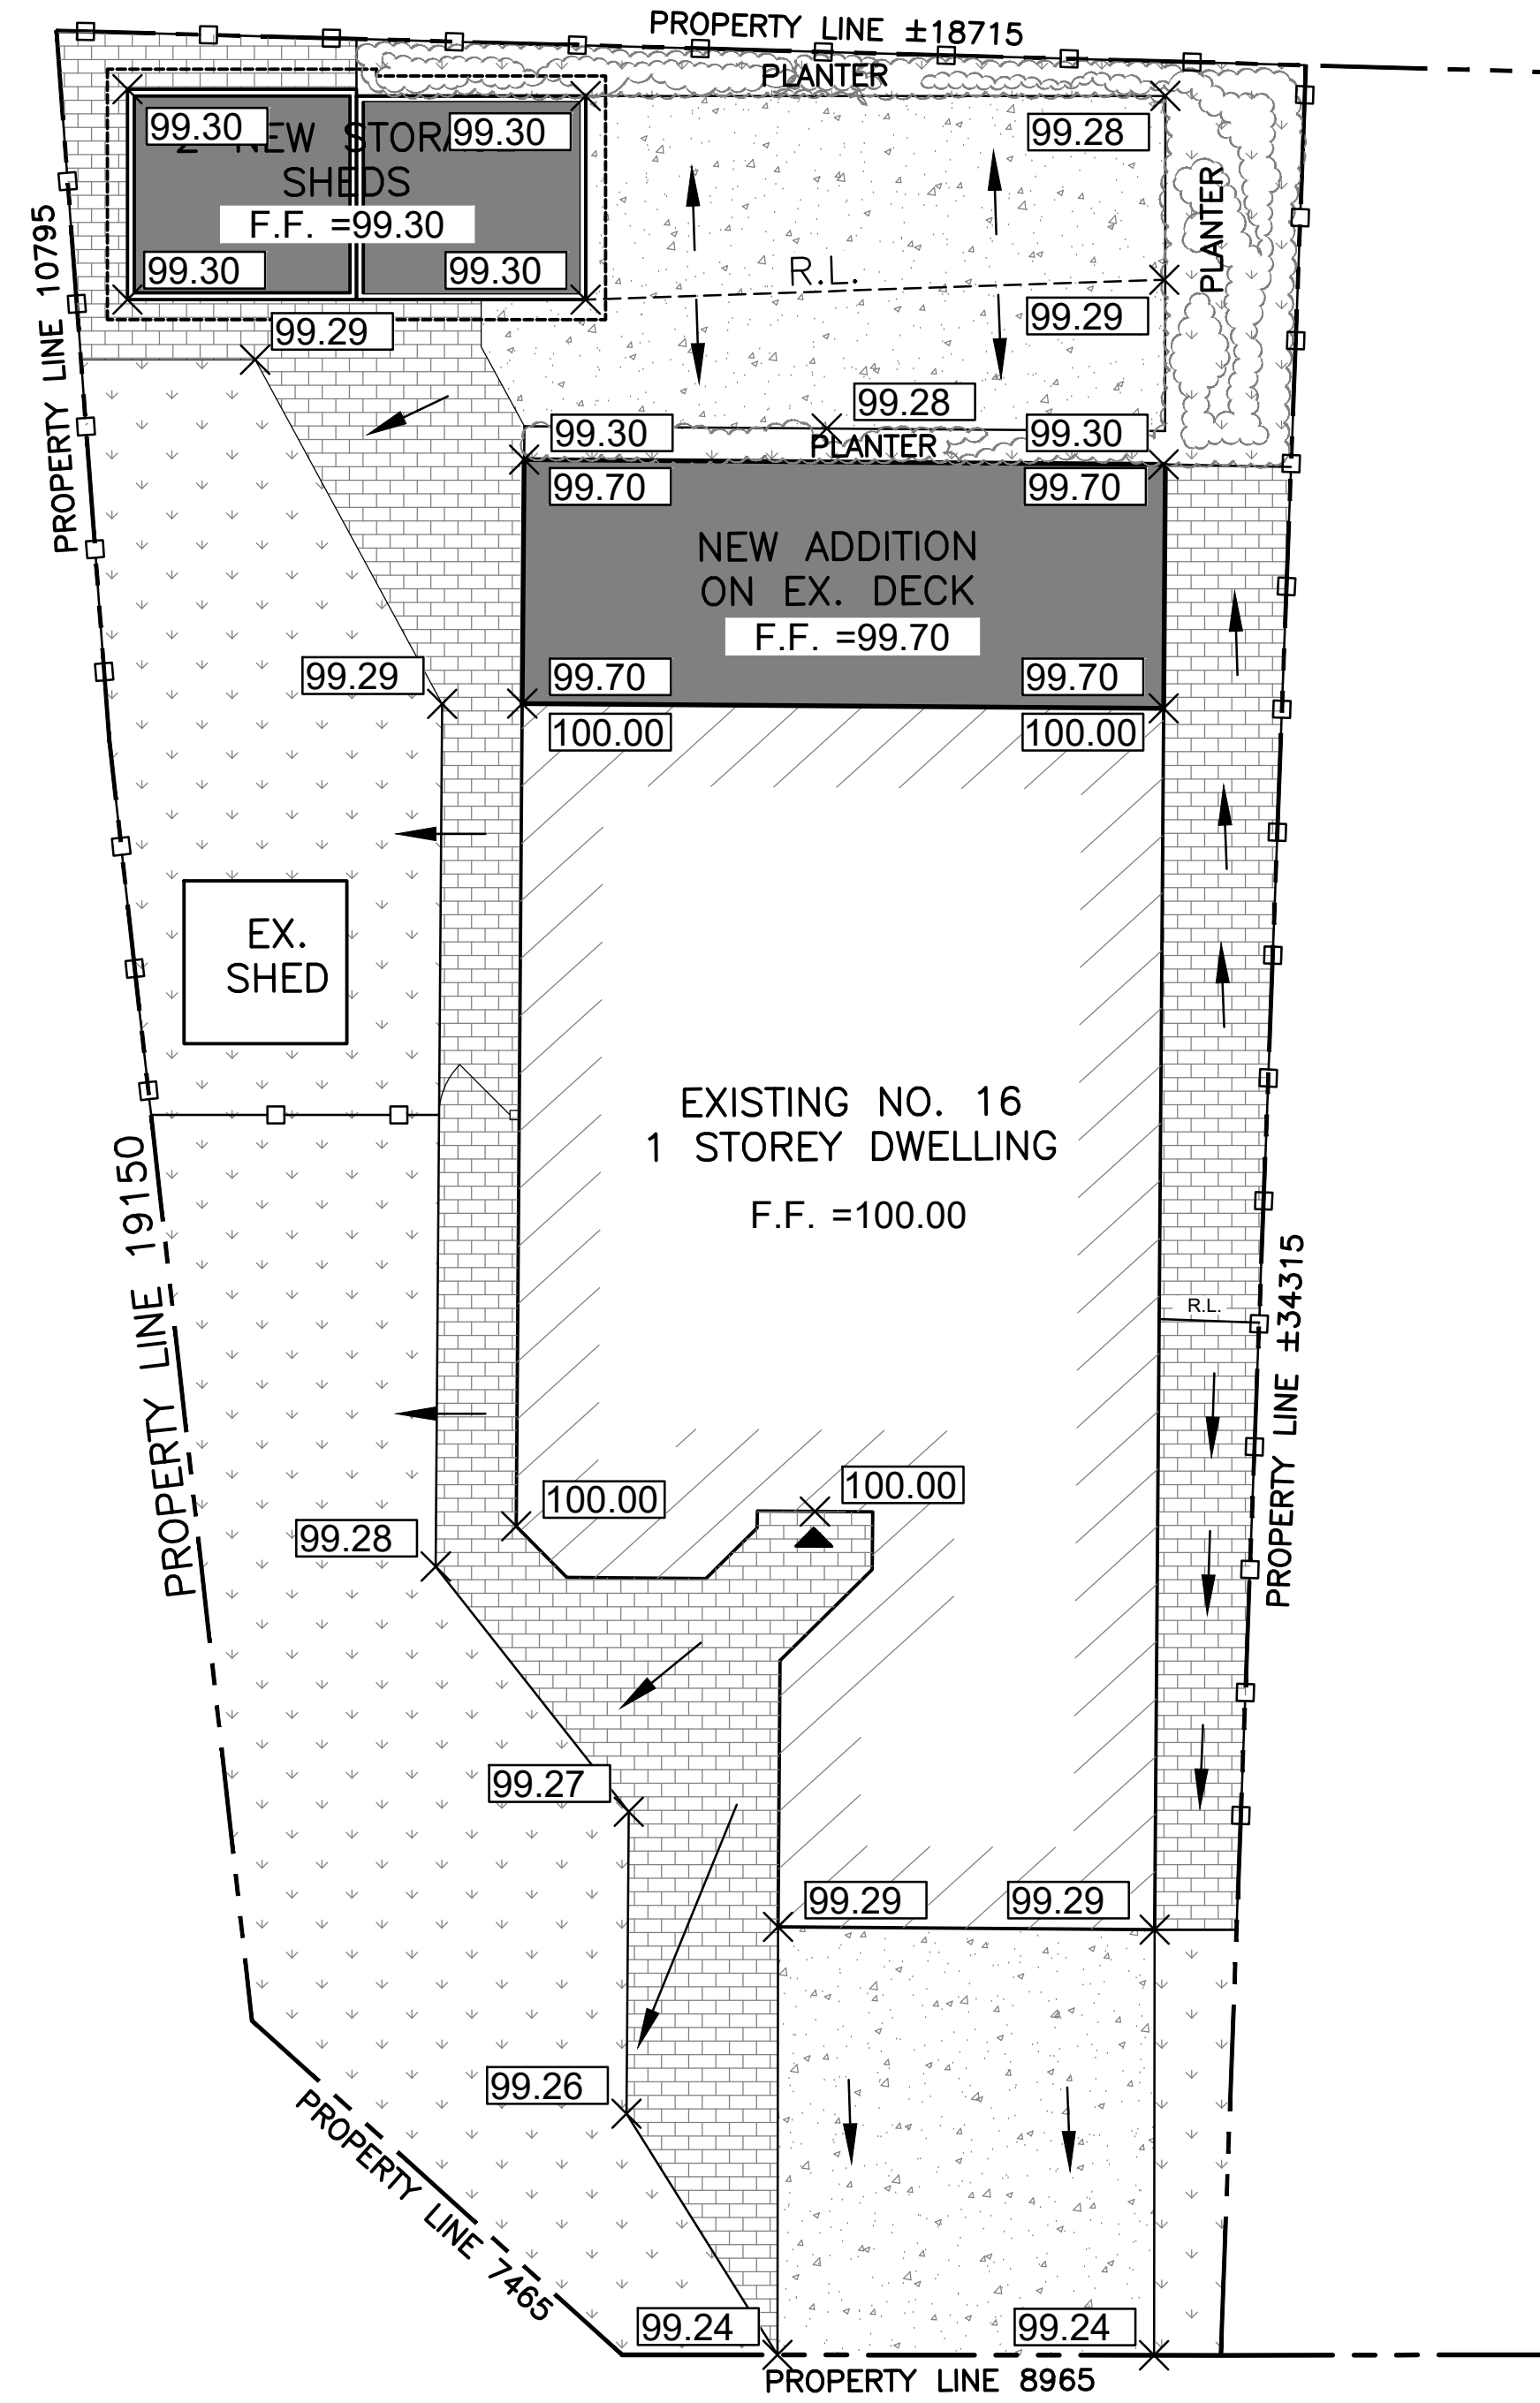 PROPERTY LINE ±18715
PLANTER
99.30
99.30
99.28
2 NEW STORAGE
SHEDS
F.F. =99.30
99.30
99.30
PLANTER
PROPERTY LINE 10795
R.L.
99.29
99.29
99.28
99.30
PLANTER
99.30
99.70
99.70
NEW ADDITION
ON EX. DECK
F.F. =99.70
99.29
99.70
99.70
100.00
100.00
EX.
SHED
EXISTING NO. 16
1 STOREY DWELLING
F.F. =100.00
PROPERTY LINE 19150
R.L.
PROPERTY LINE ±34315
100.00
100.00
99.28
99.27
99.29
99.29
99.26
PROPERTY LINE 7465
99.24
99.24
PROPERTY LINE 8965